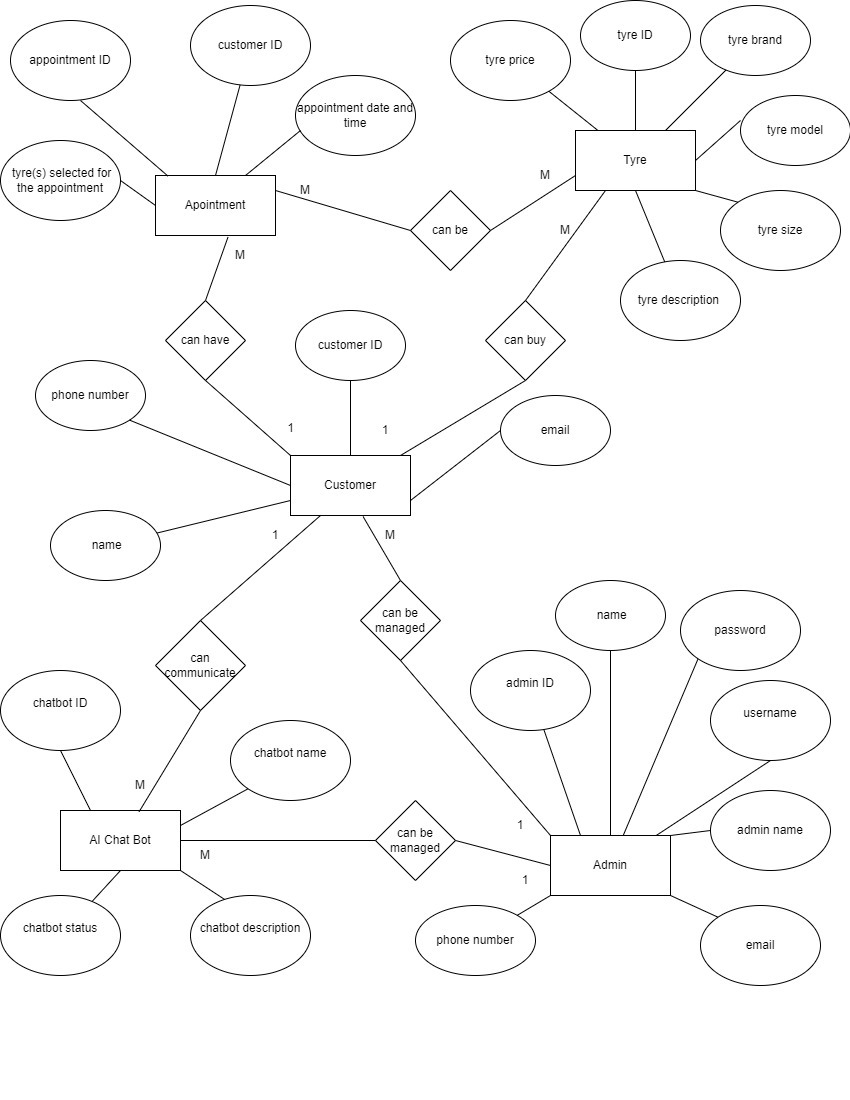 appointment ID
customer ID
appointment date and
time
tyre(s) selected for
the appointment
Apointment
M
M
can be
M
tyre price
tyre ID
tyre brand
tyre model
Tyre
tyre size
tyre description
M
can have
customer ID
can buy
phone number
1
1
email
Customer
name
1
M
can
communicate
can be
managed
name
password
admin ID
username
chatbot ID
chatbot name
M
AI Chat Bot
M
can be
managed
1
1
Admin
admin name
chatbot status
chatbot description
phone number
email